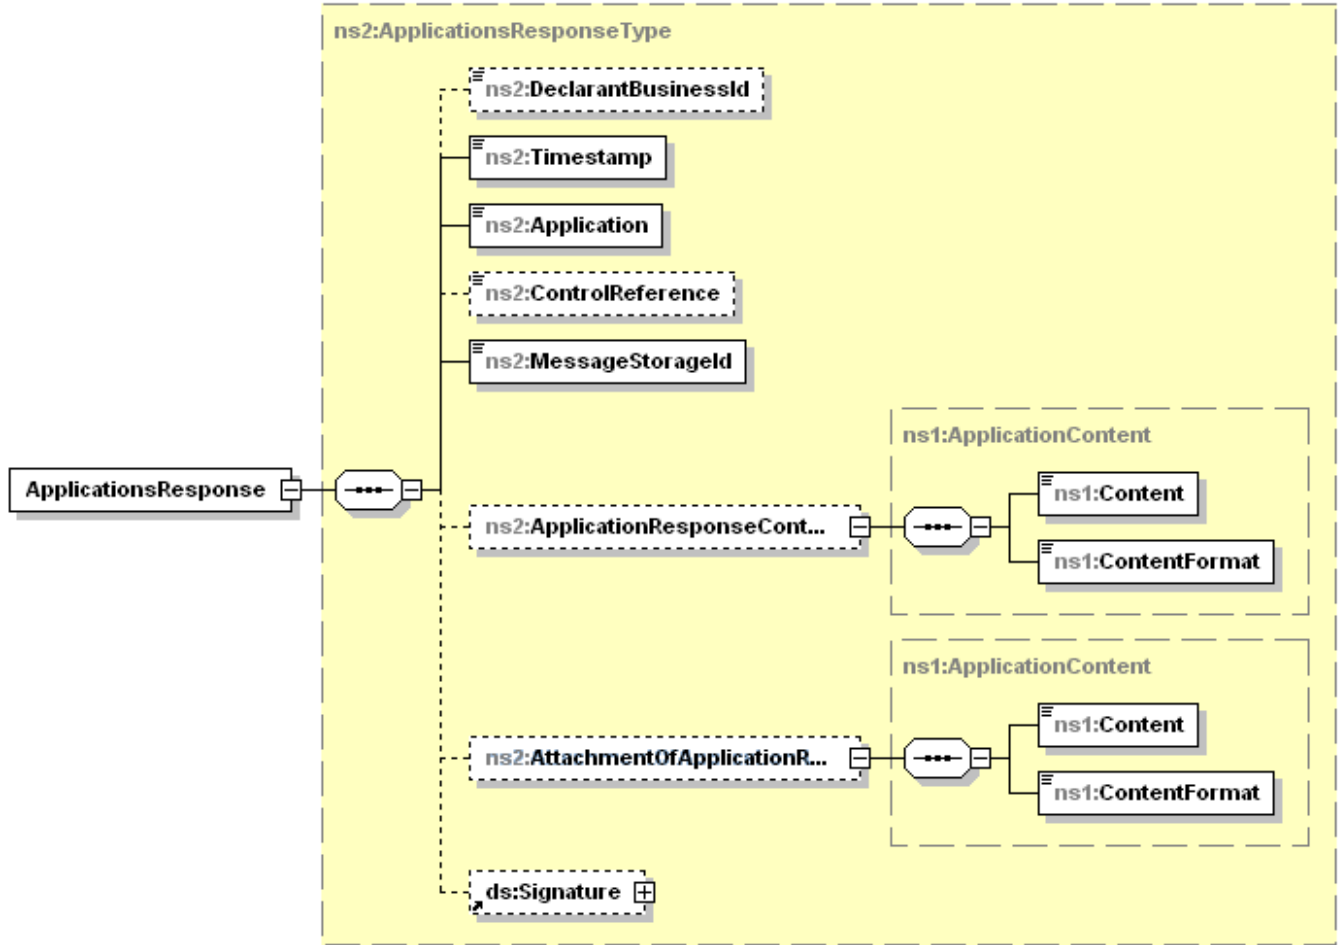 ns2:ApplicationsResponseType
ns2:DeclarantBusinessId
ns2:Timestamp
ns2:Application
ns2:ControlReference
ns2:MessageStorageId
ns1:ApplicationContent
ns1:Content
ApplicationsResponse
ns2:ApplicationResponseCont...
ns1:ContentFormat
ns1:ApplicationContent
ns1:Content
ns2:AttachmentOfApplicationR...
ns1:ContentFormat
ds:Signature